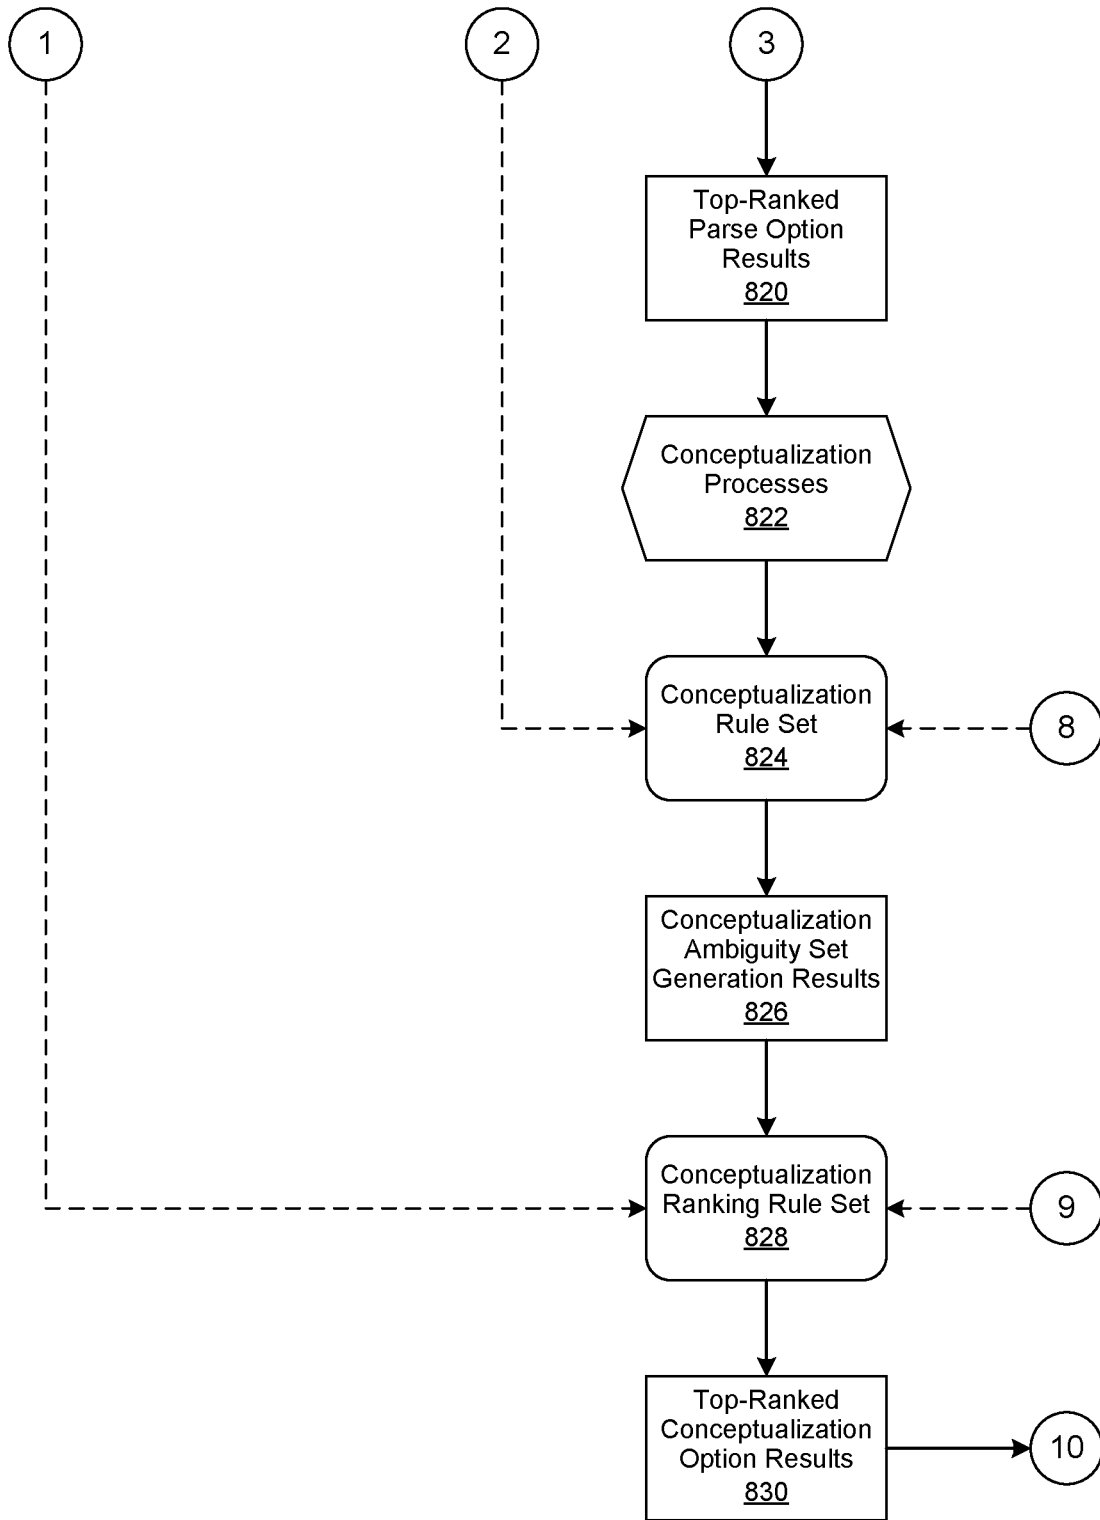 1
2
3
Top-Ranked
Parse Option
Results
820
Conceptualization
Processes
822
Conceptualization
Rule Set
824
8
Conceptualization
Ambiguity Set
Generation Results
826
Conceptualization
Ranking Rule Set
828
9
Top-Ranked
Conceptualization
Option Results
830
10